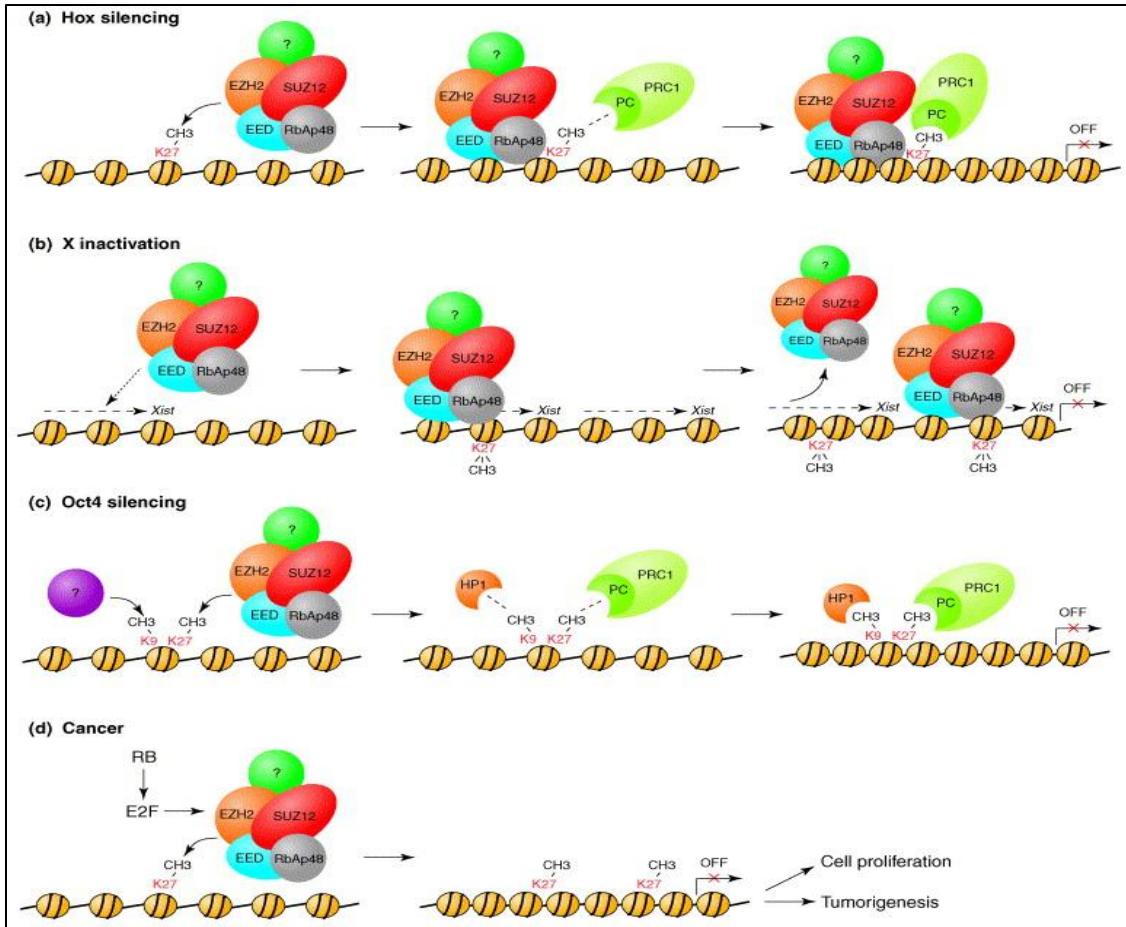 (a) Hox silencing
?
EZH2
SUZ12
EED
RbAp48
CH3
K27
?
EZH2
SUZ12
EED
RbAp48
CH3
K27
PC
PRC1
?
EZH2
SUZ12
EED
RbAp48
PRC1
PC
CH3
K27
OFF
(b) X inactivation
?
EZH2
SUZ12
EED
RbAp48
Xist
?
EZH2
SUZ12
EED
RbAp48
Xist
Xist
K27
CH3
?
EZH2
SUZ12
EED
RbAp48
Xist
?
EZH2
SUZ12
EED
RbAp48
Xist
OFF
K27
CH3
K27
CH3
(c) Oct4 silencing
?
CH3
K9
CH3
K27
?
EZH2
SUZ12
EED
RbAp48
HP1
CH3
K9
CH3
K27
PC
PRC1
HP1
CH3
K9
CH3
K27
PC
PRC1
OFF
(d) Cancer
RB
E2F
?
EZH2
SUZ12
EED
RbAp48
CH3
K27
CH3
K27
CH3
K27
OFF
Cell proliferation
Tumorigenesis